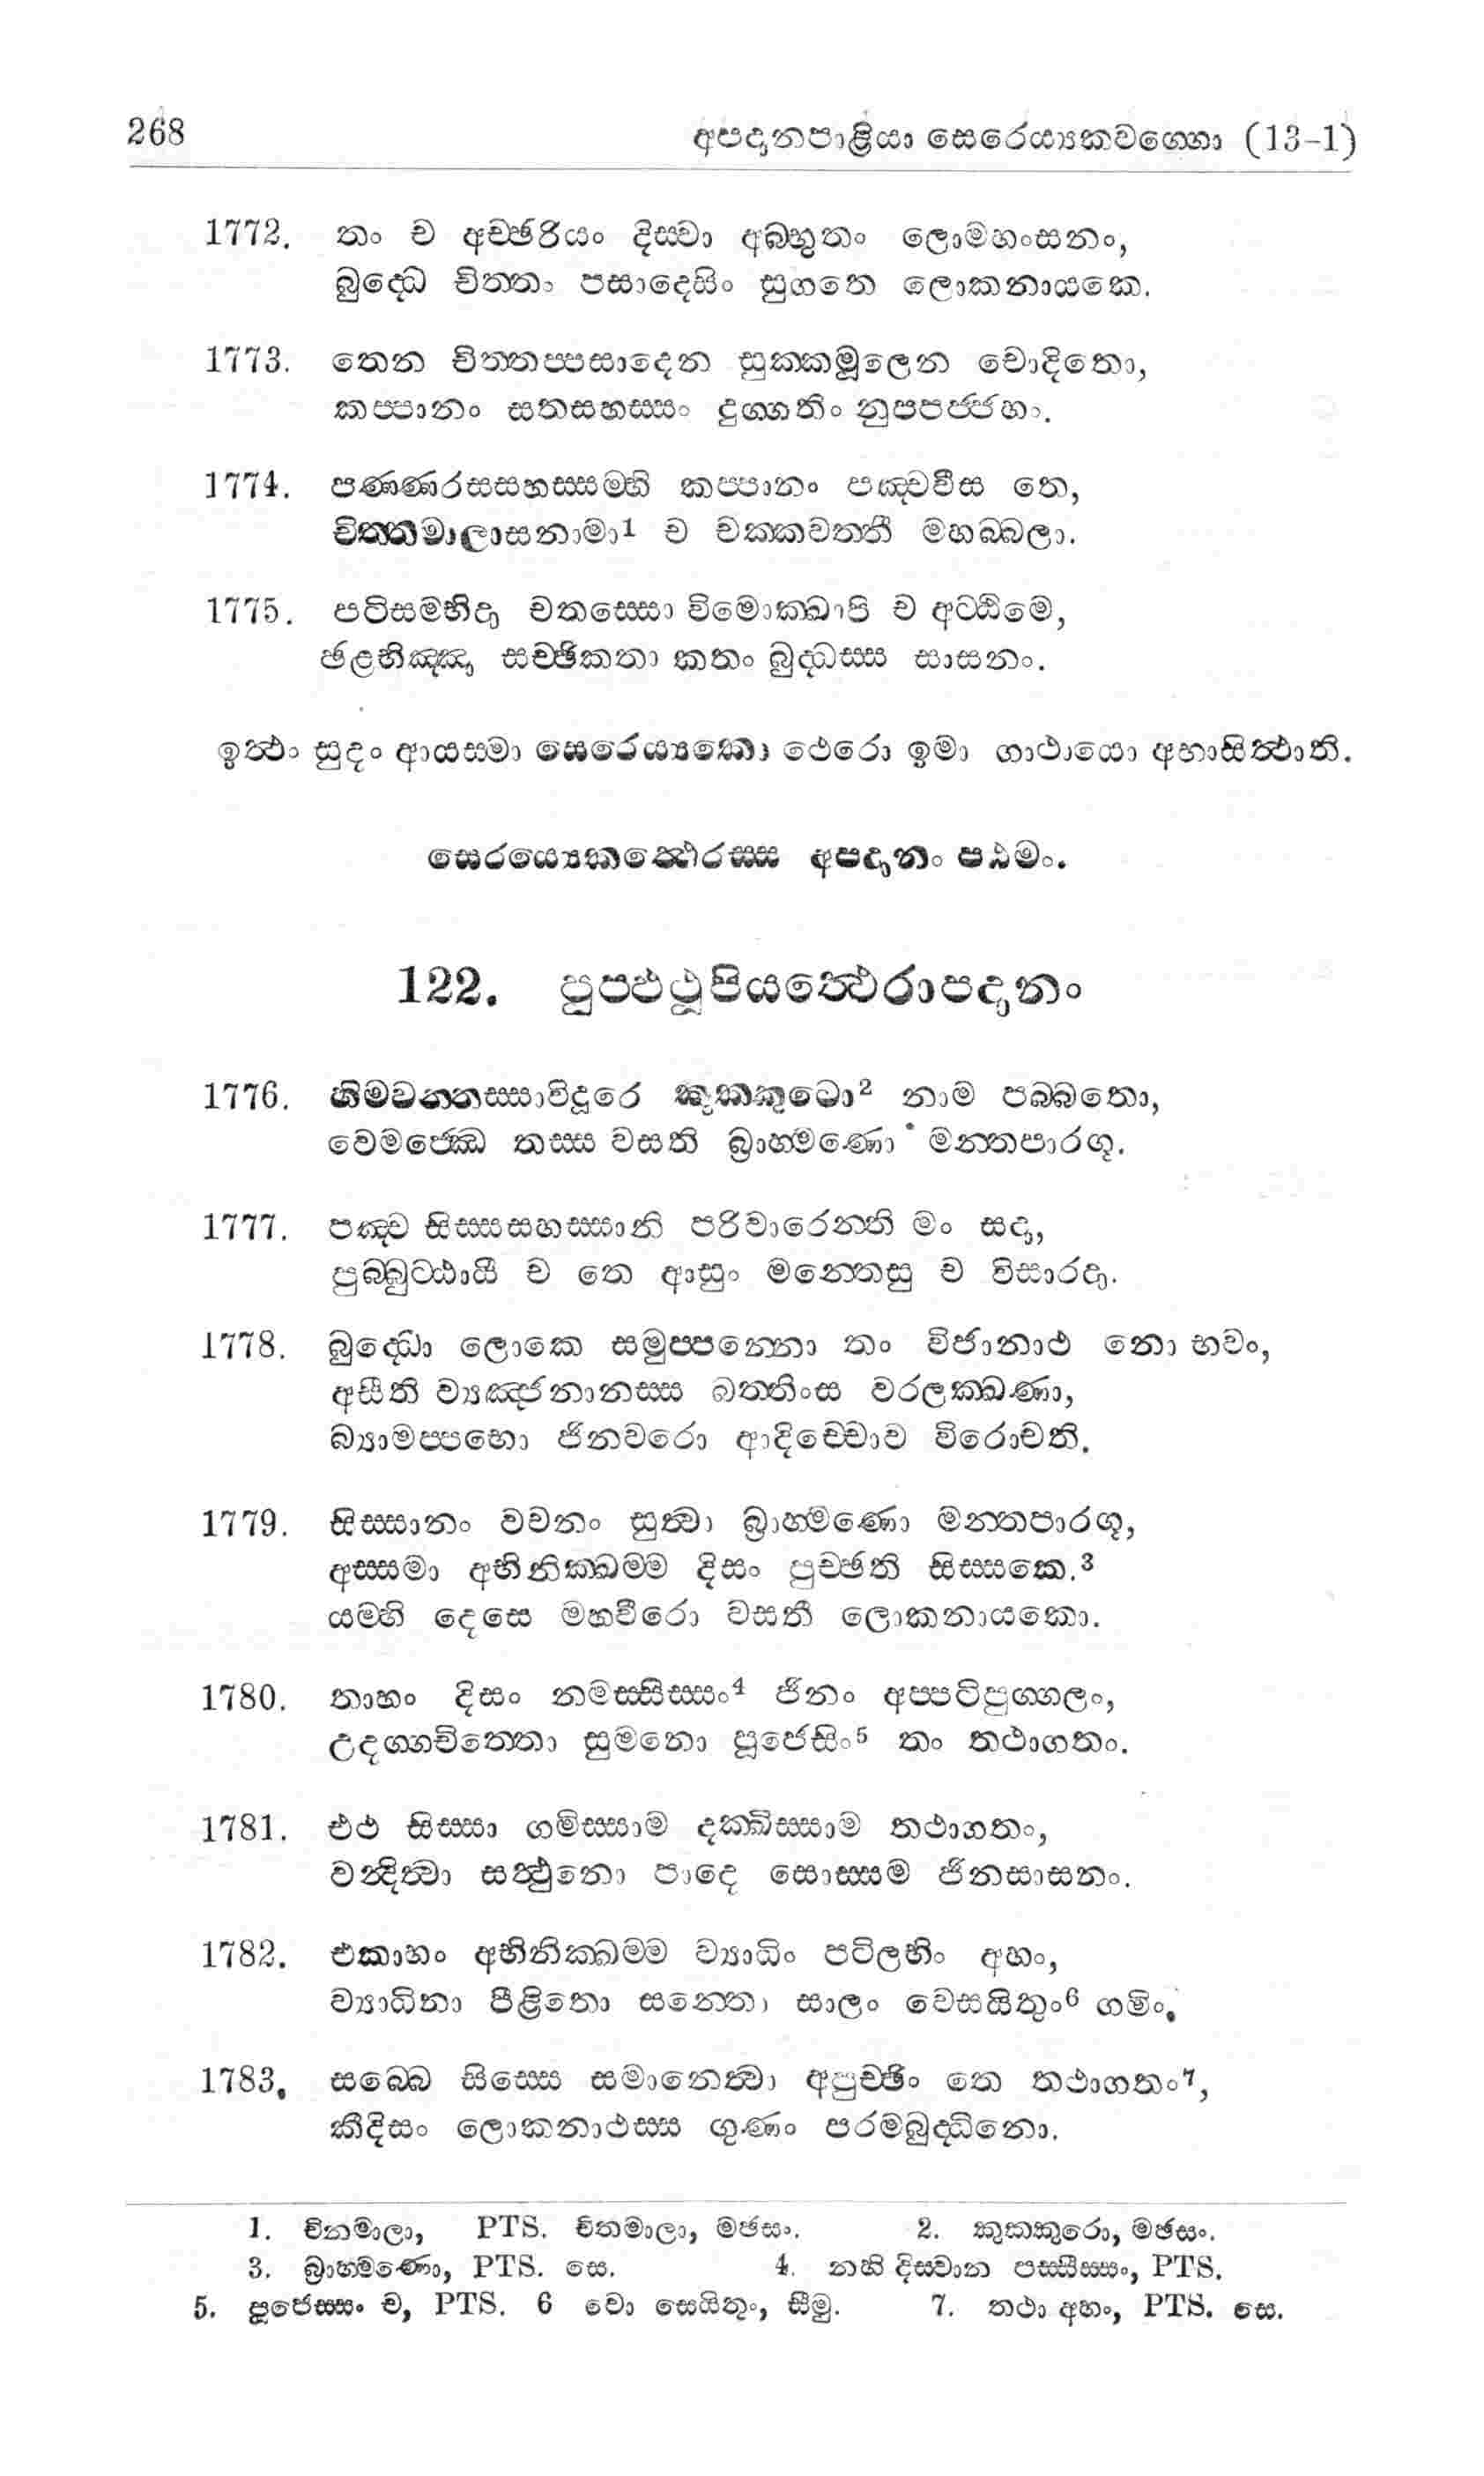 268 අපදානපාළියා සෙරෙය්‍යකවග්ගො (13-1)
1772. තං ච අච්ඡරියං දිස්වා අබ්භුතං ලොමහංසනං,
බුද්ධෙ චිත්තං පසාදෙසිං සුගතෙ ලොකනායකෙ.
1773. තෙන චිත්තප්පසාදෙන සුක්කමූලෙන චොදිතො,
කප්පානං සතසහස්සං දුග්ගතිං නුපපජ්ජහං.
1774. පණ්ණරසසහස්සම්හි කප්පානං පඤ්චවීස තෙ,
චිත්තමාලාසනාමා1 ච චක්කවත්තී මහබ්බලා.
1775. පටිසම්භිදා චතස්සො විමොක්ඛාපි ච අට්ඨිමෙ,
ඡළභිඤ්ඤා සච්ඡිකතා කතං බුද්ධස්ස සාසනං.
ඉත්ථං සුදං ආයස්මා සෙරෙය්‍යකො ථෙරො ඉමා ගාථායො අභාසිත්ථාති.
සෙරය්‍යෙකත්ථෙරස්ස අපදානං පඨමං.
122. පුප්ඵථූපියත්ථෙරාපදානං
1776. හිමවන්තස්සාවිදූරෙ කුක්කුටො2 නාම පබ්බතො,
වෙමජ්ඣෙ තස්ස වසති බ්‍රාහ්මණො මන්තපාරගූ.
1777. පඤ්ච සිස්සසහස්සානි පරිවාරෙන්ති මං සදා,
පුබ්බුට්ඨායී ච තෙ ආසුං මන්තෙසු ච විසාරදා.
1778. බුද්ධො ලොකෙ සමුප්පන්නො තං විජානාථ නො භවං,
අසීති ව්‍යඤ්ජනානස්ස බත්තිංස වරලක්ඛණා,
බ්‍යාමප්පභො ජිනවරො ආදිච්චොව විරොචති.
1779. සිස්සානං වචනං සුත්වා බ්‍රාහ්මණො මන්තපාරගූ,
අස්සමා අභිනික්ඛම්ම දිසං පුච්ඡති සිස්සකෙ.3
යම්හි දෙසෙ මහාවීරො වසතී ලොකනායකො.
1780. තාහං දිසං නමස්සිස්සං4 ජිනං අප්පටිපුග්ගලං,
උදග්ගචිත්තො සුමනො පූජෙසිං5 තං තථාගතං.
1781. එථ සිස්සා ගමිස්සාම දක්ඛිස්සාම තථාගතං,
වන්දිත්වා සත්ථුනො පාදෙ සොස්සාම ජිනසාසනං.
1782. එකාහං අභිනික්ඛම්ම ව්‍යාධිං පටිලභිං අහං,
ව්‍යාධිනා පීළිතො සන්තො සාලං වෙසයිතුං6 ගමිං.
1783. සබ්බෙ සිස්සෙ සමානෙත්වා අපුච්ඡිං තෙ තථාගතං7,
කීදිසං ලොකනාථස්ස ගුණං පරමබුද්ධිනො.
1. චිනමාලා, PTS. චිතමාලා, මඡසං. 2. කුක්කුරො, මඡසං.
3. බ්‍රාහ්මණො, PTS. සෙ. 4. නහි දිස්වාන පස්සිස්සං, PTS.
5. පූජෙස්සං ච, PTS. 6 වො සෙයිතුං, සීමු. 7. තථා අහං, PTS. සෙ.